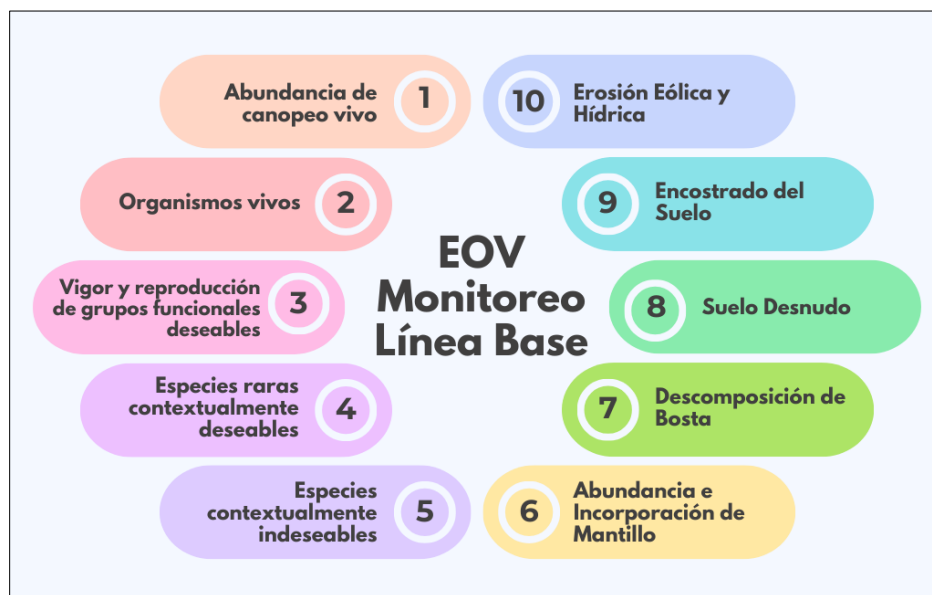 Abundancia de
canopeo vivo
1
Organismos vivos
2
Vigor y reproducción
de grupos funcionales
deseables
3
Especies raras
contextualmente
deseables
4
Especies
contextualmente
indeseables
5
EOV
Monitoreo
Línea Base
10
Erosión Eólica y
Hídrica
9
Encostrado del
Suelo
8
Suelo Desnudo
7
Descomposición de
Bosta
6
Abundancia e
Incorporación de
Mantillo